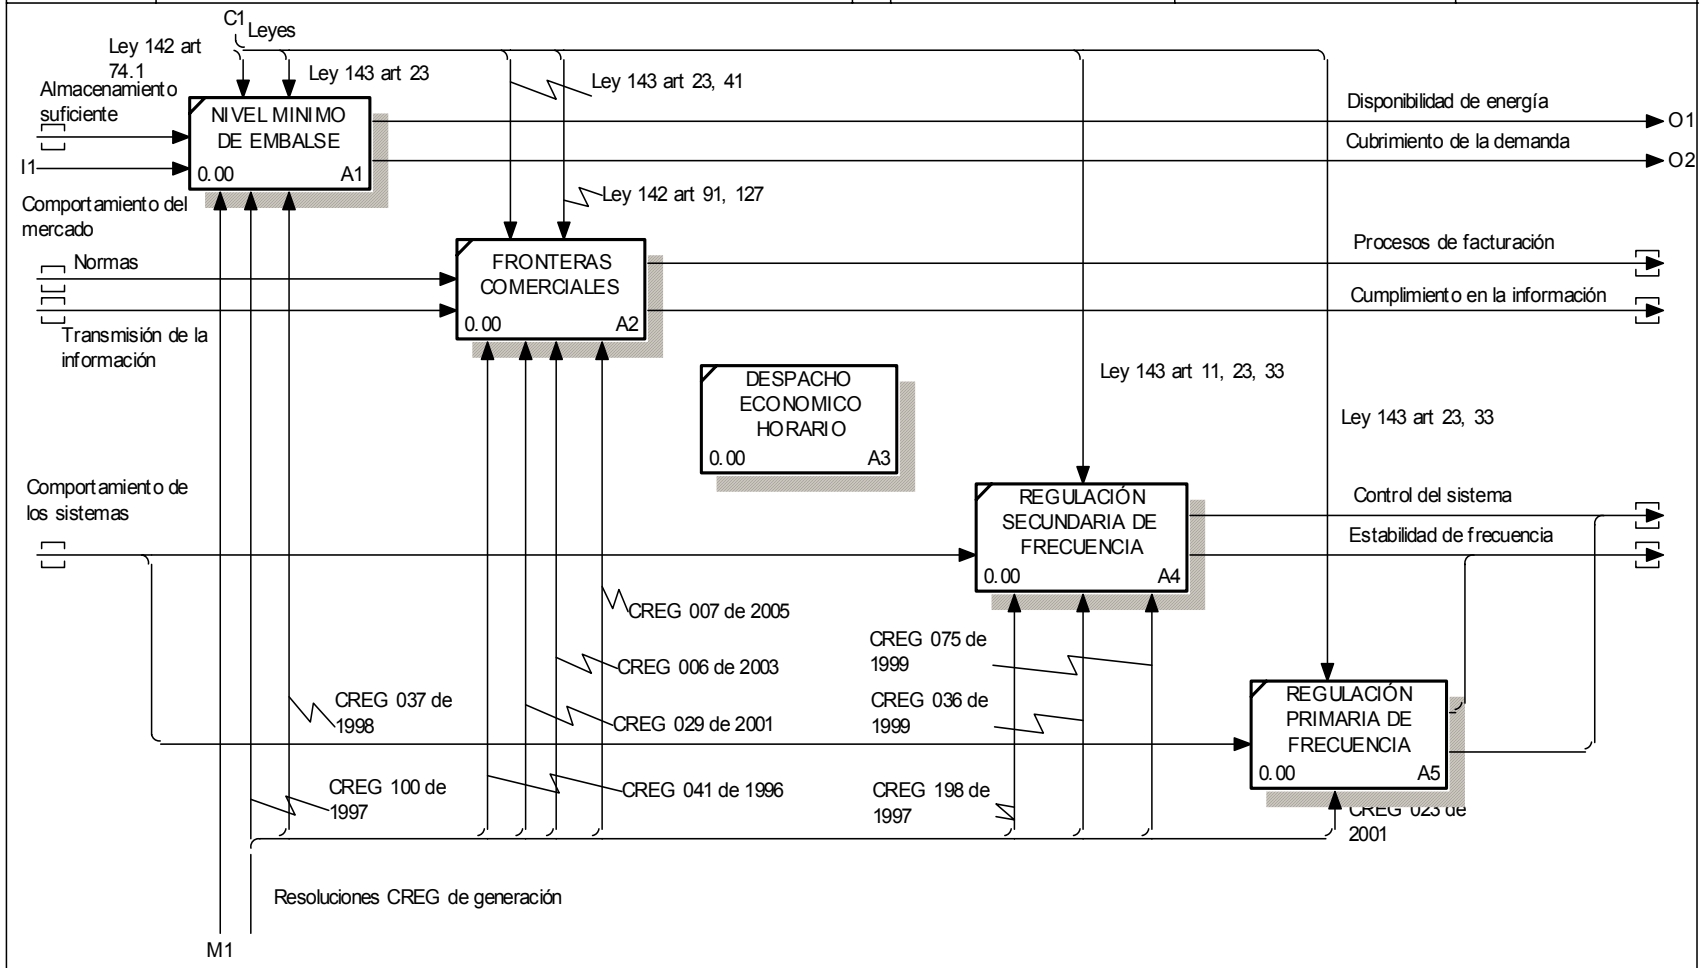 C1
Leyes
Ley 142 art
74.1
Ley 143 art 23
Ley 143 art 23, 41
Almacenamiento
suficiente
NIVEL MINIMO
DE EMBALSE
0.00 A1
I1
Disponibilidad de energía
O1
Cubrimiento de la demanda
O2
Ley 142 art 91, 127
Comportamiento del
mercado
Normas
FRONTERAS
COMERCIALES
0.00 A2
Procesos de facturación
Cumplimiento en la información
Transmisión de la
información
DESPACHO
ECONOMICO
HORARIO
0.00 A3
Ley 143 art 11, 23, 33
Ley 143 art 23, 33
Comportamiento de
los sistemas
REGULACIÓN
SECUNDARIA DE
FRECUENCIA
0.00 A4
Control del sistema
Estabilidad de frecuencia
CREG 007 de 2005
CREG 006 de 2003
CREG 075 de
1999
CREG 037 de
1998
CREG 029 de 2001
CREG 036 de
1999
REGULACIÓN
PRIMARIA DE
FRECUENCIA
0.00 A5
CREG 100 de
1997
CREG 041 de 1996
CREG 198 de
1997
CREG 023 de
2001
Resoluciones CREG de generación
M1